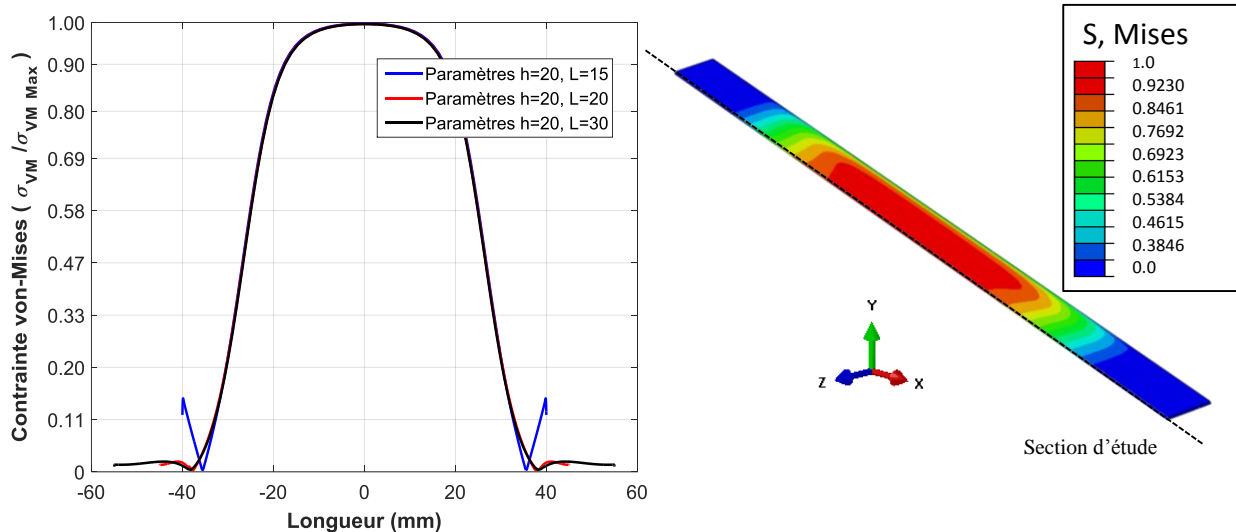 1.00
0.90
0.80
0.69
0.58
0.47
0.33
0.20
0.11
0
-60
-40
-20
0
20
40
60
Contrainte von-Mises ( σVM /σVM Max)
Longueur (mm)
Paramètres h=20, L=15
Paramètres h=20, L=20
Paramètres h=20, L=30
S, Mises
1.0
0.9230
0.8461
0.7692
0.6923
0.6153
0.5384
0.4615
0.3846
0.0
Y
Z
X
Section d'étude